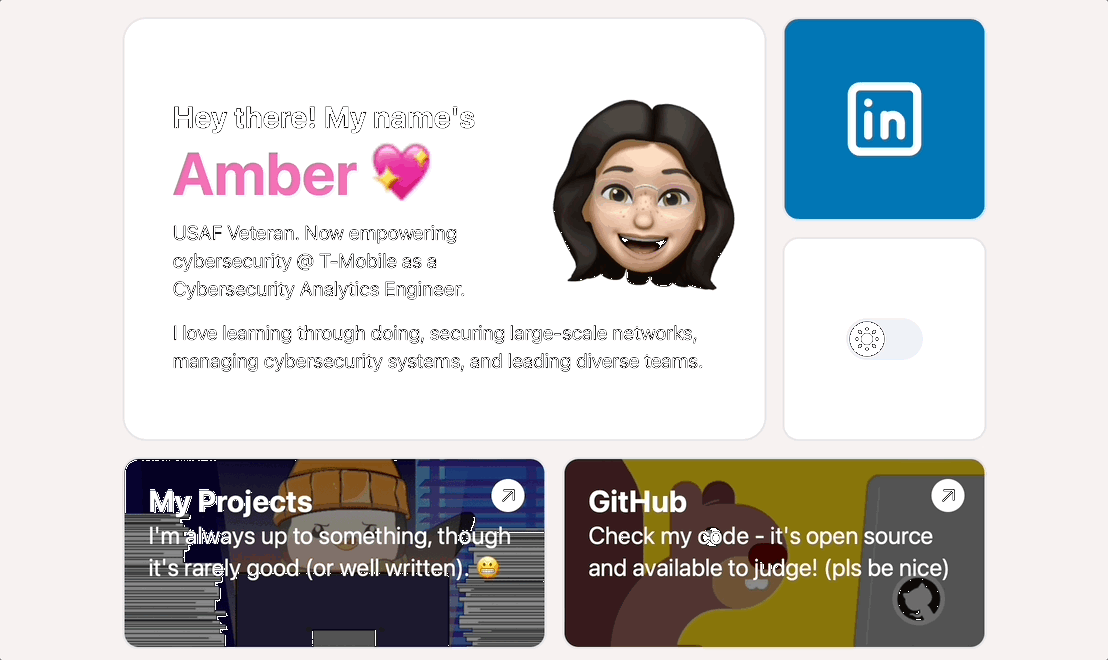 Hey there! My name's
Amber 💖
USAF Veteran. Now empowering
cybersecurity @ T-Mobile as a
Cybersecurity Analytics Engineer.
I love learning through doing, securing large-scale networks,
managing cybersecurity systems, and leading diverse teams.
in
My Projects
I'm always up to something, though
it's rarely good (or well written). 😬
GitHub
Check my code - it's open source
and available to judge! (pls be nice)